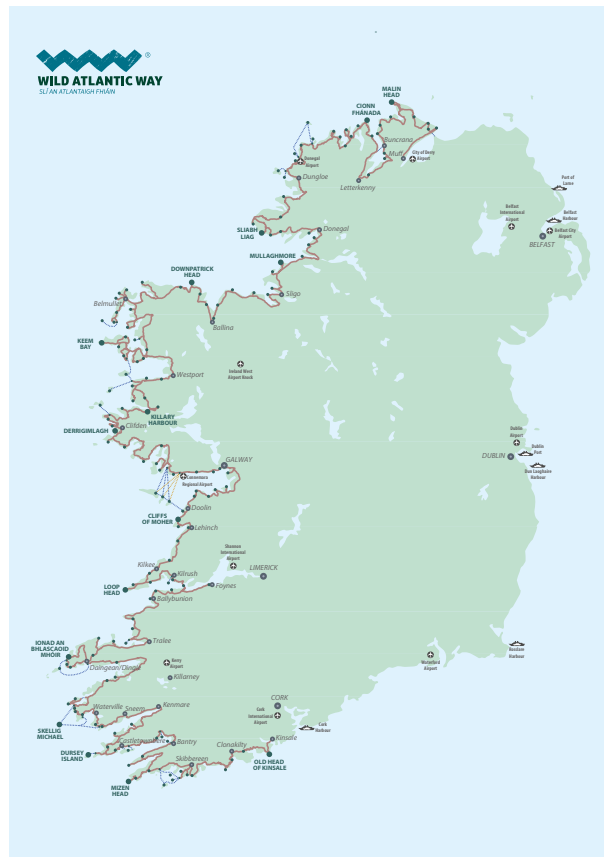 ®
WILD ATLANTIC WAY
SLÍ AN ATLANTAIGH FHIÁIN
MALIN
HEAD
CIONN
FHÁNADA
Buncrana
Muff
City of Derry
Airport
Donegal
Airport
Dungloe
Letterkenny
Port of
Larne
Belfast
International
Airport
Belfast
Harbour
Belfast City
Airport
BELFAST
SLIABH
LIAG
Donegal
MULLAGHMORE
DOWNPATRICK
HEAD
Sligo
Belmullet
Ballina
KEEM
BAY
Ireland West
Airport Knock
Westport
KILLARY
HARBOUR
DERRIGIMLAGH
Clifden
Dublin
Airport
Dublin
Port
DUBLIN
Dun Laoghaire
Harbour
GALWAY
Connemara
Regional Airport
Doolin
CLIFFS
OF MOHER
Lehinch
Shannon
International
Airport
Kilkee
Kilrush
LIMERICK
LOOP
HEAD
Foynes
Ballybunion
IONAD AN
BHLASCAOID
MHÓIR
Tralee
Rosslare
Harbour
Waterford
Airport
Daingean/Dingle
Kerry
Airport
Killarney
Waterville
Sneem
Kenmare
CORK
Cork
International
Airport
Cork
Harbour
SKELLIG
MICHAEL
Castletownbere
Bantry
Clonakilty
Kinsale
DURSEY
ISLAND
Skibbereen
OLD HEAD
OF KINSALE
MIZEN
HEAD